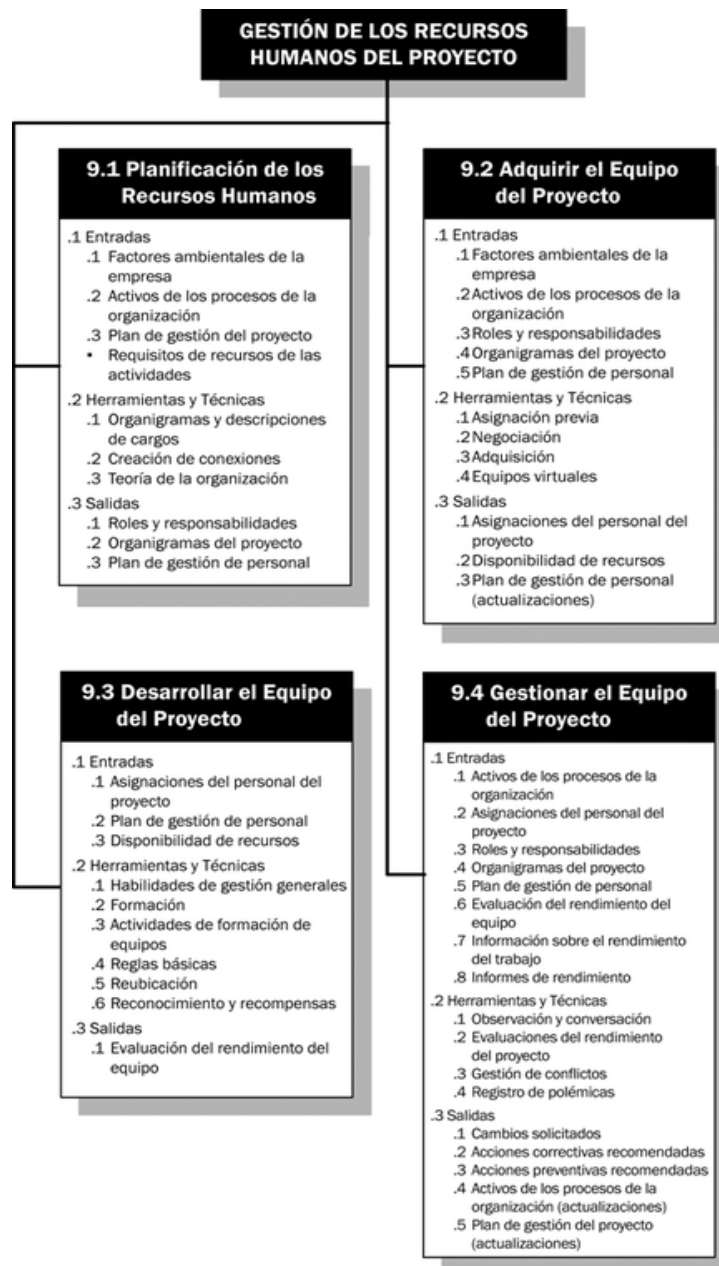 GESTIÓN DE LOS RECURSOS
HUMANOS DEL PROYECTO
9.1 Planificación de los
Recursos Humanos
.1 Entradas
.1 Factores ambientales de la
empresa
.2 Activos de los procesos de la
organización
.3 Plan de gestión del proyecto
• Requisitos de recursos de las
actividades
.2 Herramientas y Técnicas
.1 Organigramas y descripciones
de cargos
.2 Creación de conexiones
.3 Teoría de la organización
.3 Salidas
.1 Roles y responsabilidades
.2 Organigramas del proyecto
.3 Plan de gestión de personal
9.2 Adquirir el Equipo
del Proyecto
.1 Entradas
.1 Factores ambientales de la
empresa
.2 Activos de los procesos de la
organización
.3 Roles y responsabilidades
.4 Organigramas del proyecto
.5 Plan de gestión de personal
.2 Herramientas y Técnicas
.1 Asignación previa
.2 Negociación
.3 Adquisición
.4 Equipos virtuales
.3 Salidas
.1 Asignaciones del personal del
proyecto
.2 Disponibilidad de recursos
.3 Plan de gestión de personal
(actualizaciones)
9.3 Desarrollar el Equipo
del Proyecto
.1 Entradas
.1 Asignaciones del personal del
proyecto
.2 Plan de gestión de personal
.3 Disponibilidad de recursos
.2 Herramientas y Técnicas
.1 Habilidades de gestión generales
.2 Formación
.3 Actividades de formación de
equipos
.4 Reglas básicas
.5 Reubicación
.6 Reconocimiento y recompensas
.3 Salidas
.1 Evaluación del rendimiento del
equipo
9.4 Gestionar el Equipo
del Proyecto
.1 Entradas
.1 Activos de los procesos de la
organización
.2 Asignaciones del personal del
proyecto
.3 Roles y responsabilidades
.4 Organigramas del proyecto
.5 Plan de gestión de personal
.6 Evaluación del rendimiento del
equipo
.7 Información sobre el rendimiento
del trabajo
.8 Informes de rendimiento
.2 Herramientas y Técnicas
.1 Observación y conversación
.2 Evaluaciones del rendimiento
del proyecto
.3 Gestión de conflictos
.4 Registro de polémicas
.3 Salidas
.1 Cambios solicitados
.2 Acciones correctivas recomendadas
.3 Acciones preventivas recomendadas
.4 Activos de los procesos de la
organización (actualizaciones)
.5 Plan de gestión del proyecto
(actualizaciones)